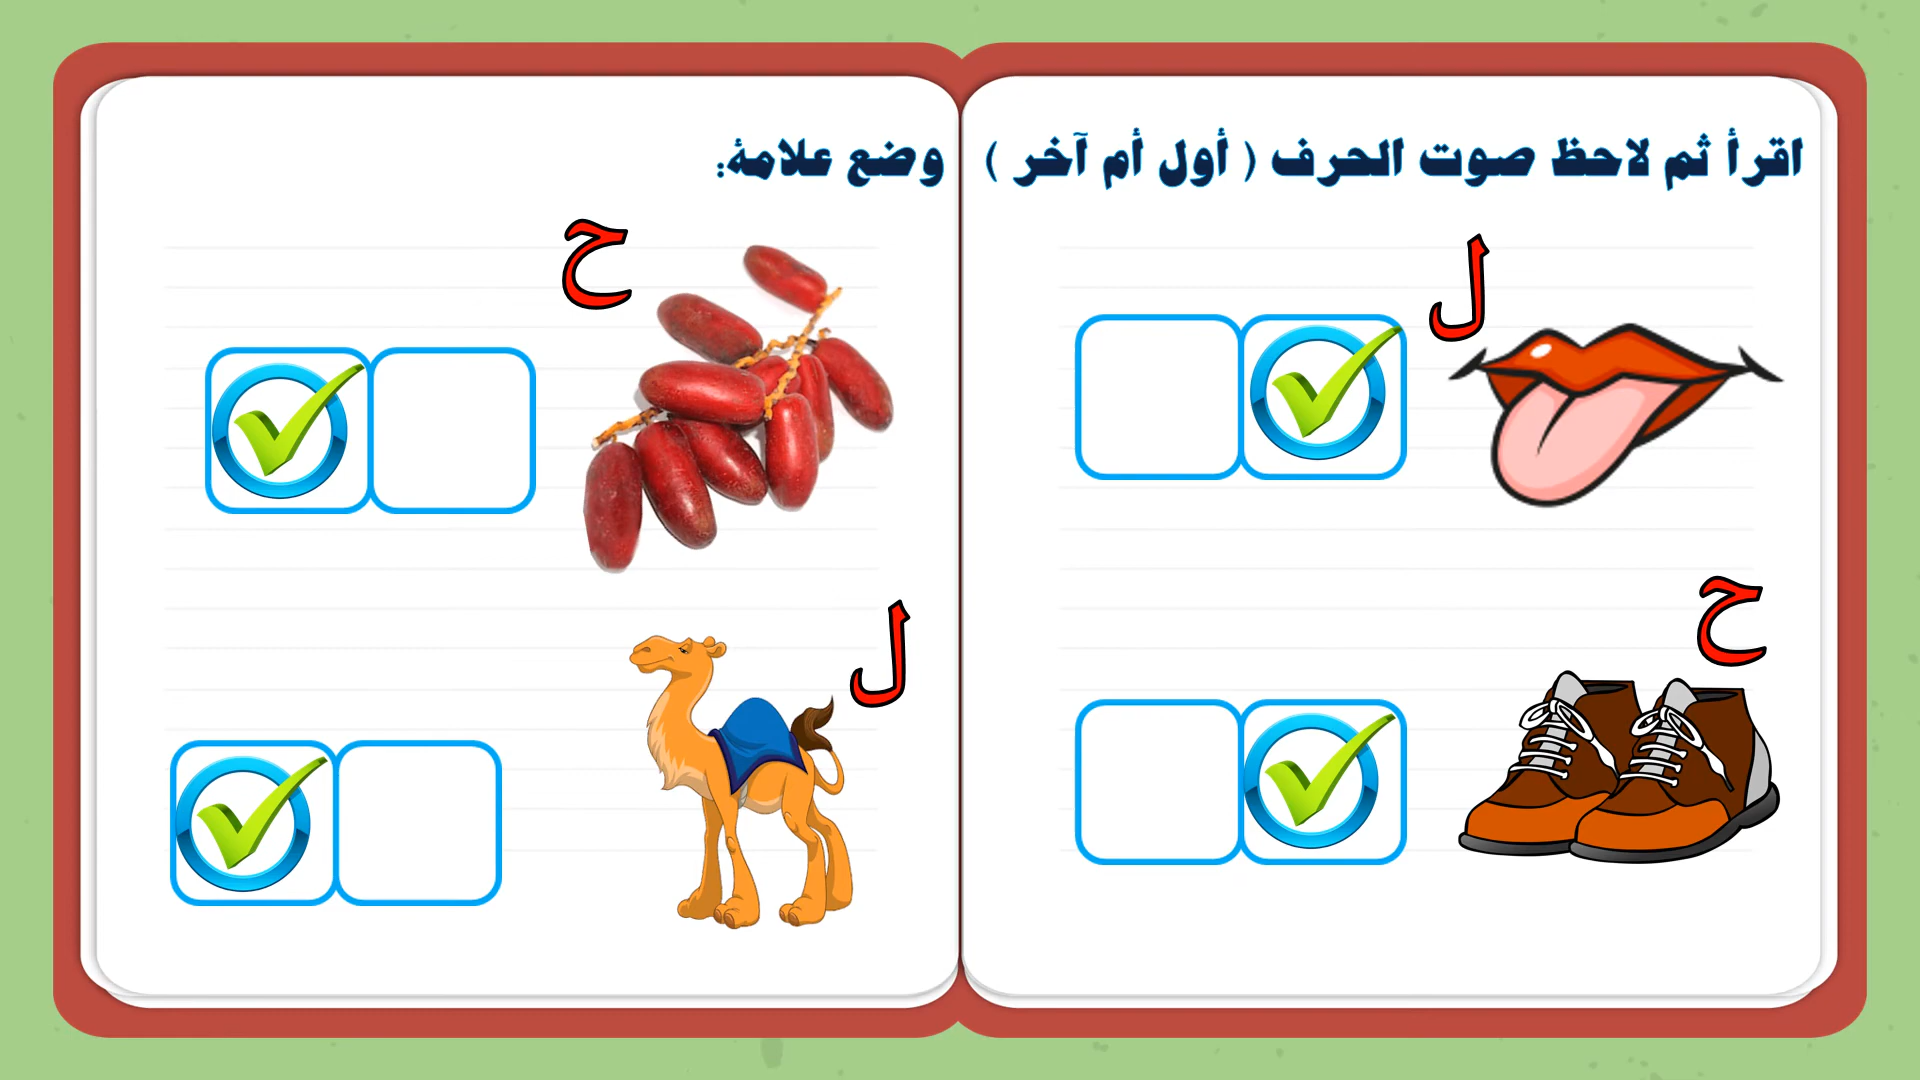 اقرأ ثم لاحظ صوت الحرف ( أول أم آخر ) وضع علامة:
ل
ح
ح
ل